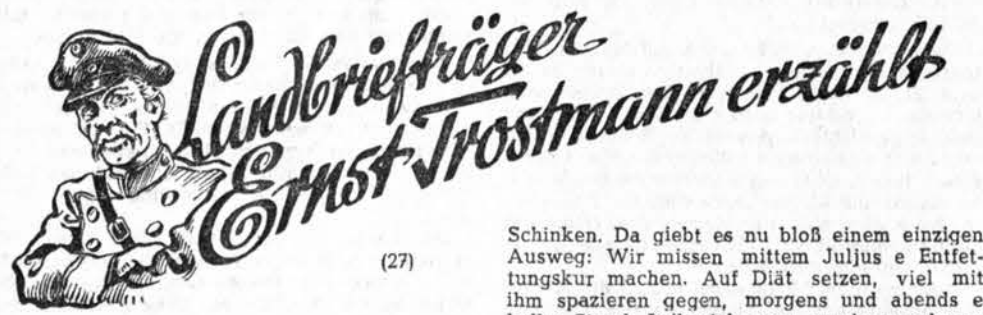 Landbriefträger
Ernst Trostmann erzählt
(27)
Schinken. Da giebt es nu bloß einem einzigen
Ausweg: Wir missen mittem Juljus e Entfet-
tungskur machen. Auf Diät setzen, viel mit
ihm spazieren gegen, morgens und abends e